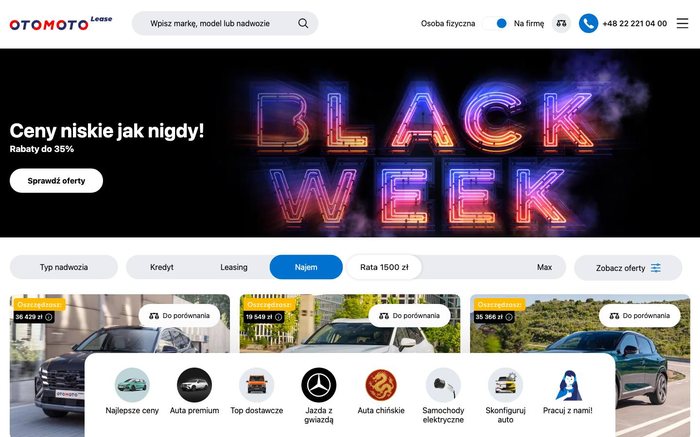 OTOMOTO Lease
Wpisz markę, model lub nadwozie
Osoba fizyczna
Na firmę
+48 22 221 04 00
Ceny niskie jak nigdy!
Rabaty do 35%
Sprawdź oferty
BLACK
WEEK
Typ nadwozia
Kredyt
Leasing
Najem
Rata 1500 zł
Max
Zobacz oferty
Oszczędzasz:
36 429 zł
Do porównania
Oszczędzasz:
19 549 zł
Do porównania
Oszczędzasz:
35 366 zł
Do porównania
Najlepsze ceny
Auta premium
Top dostawcze
Jazda z
gwiazdą
Auta chińskie
Samochody
elektryczne
Skonfiguruj
auto
Pracuj z nami!